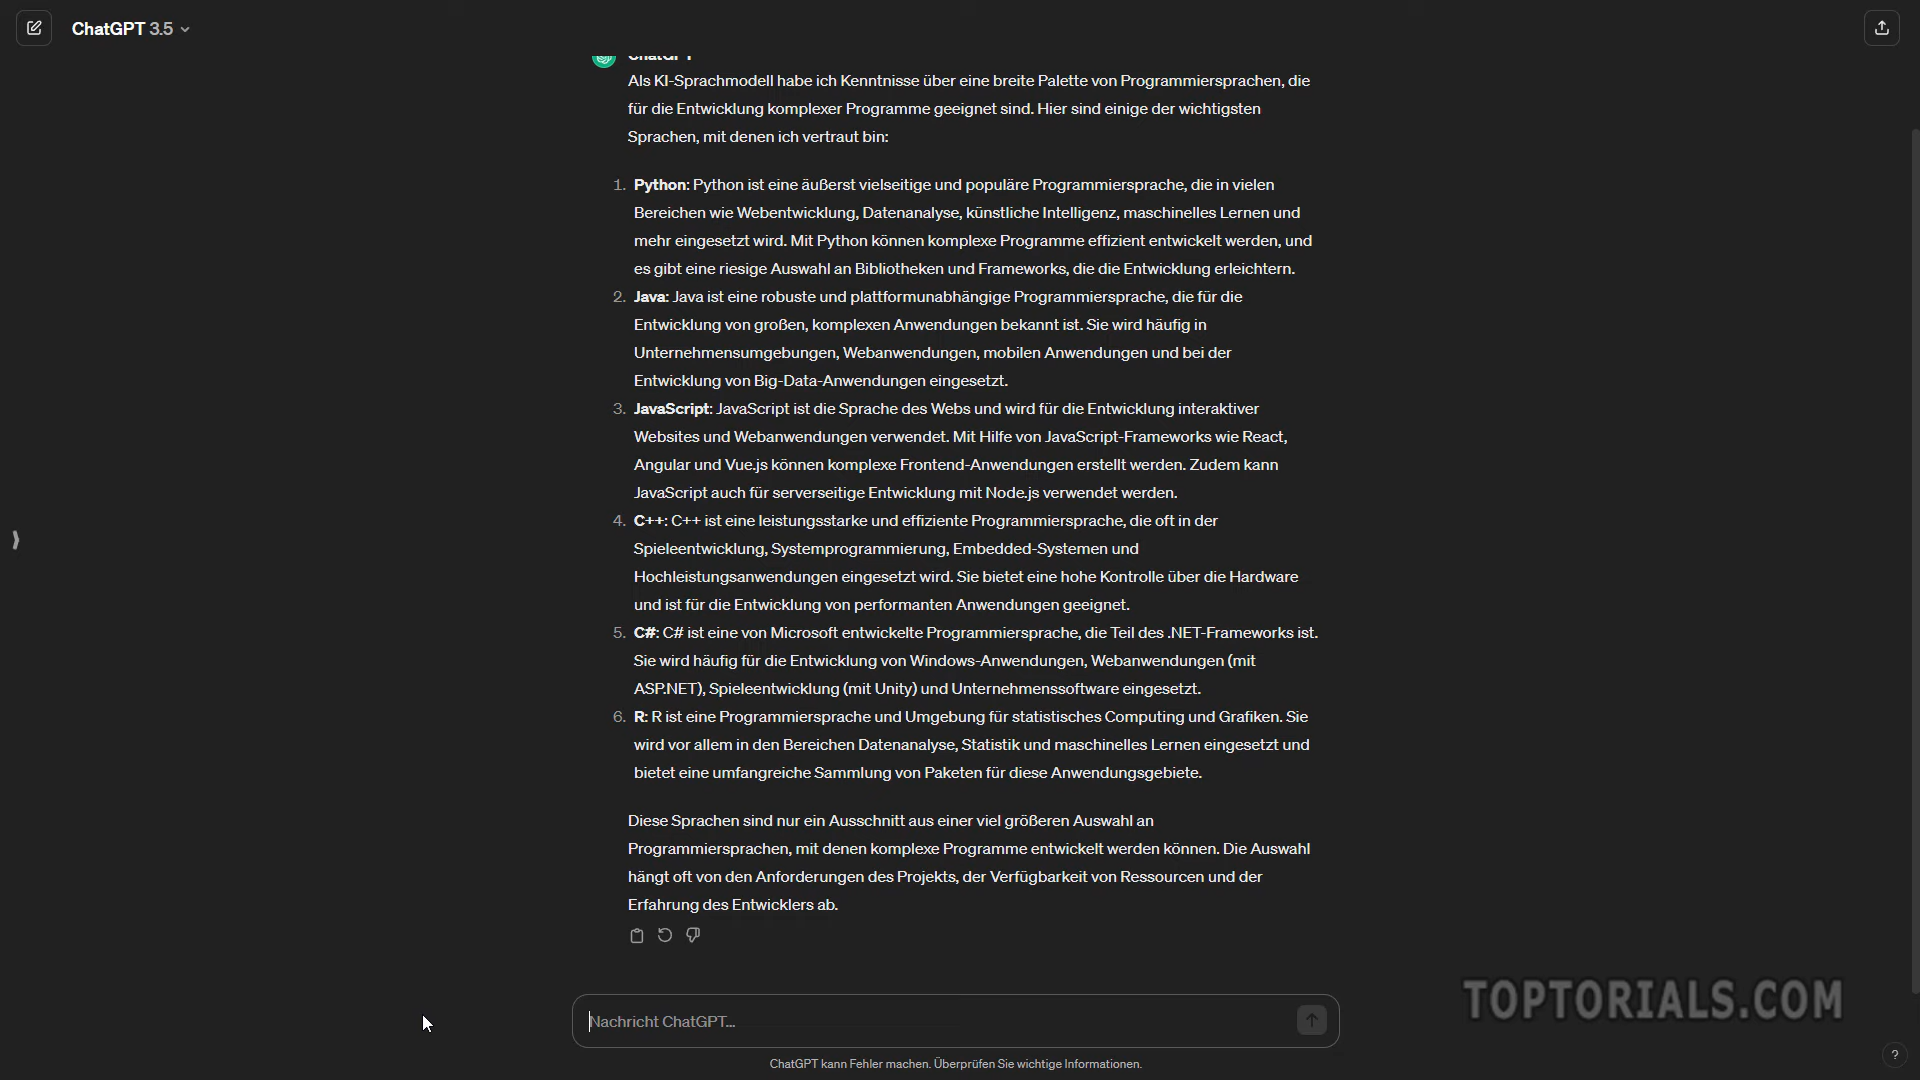 ChatGPT 3.5
ChatGPT
Als KI-Sprachmodell habe ich Kenntnisse über eine breite Palette von Programmiersprachen, die
für die Entwicklung komplexer Programme geeignet sind. Hier sind einige der wichtigsten
Sprachen, mit denen ich vertraut bin:
1. Python: Python ist eine äußerst vielseitige und populäre Programmiersprache, die in vielen
Bereichen wie Webentwicklung, Datenanalyse, künstliche Intelligenz, maschinelles Lernen und
mehr eingesetzt wird. Mit Python können komplexe Programme effizient entwickelt werden, und
es gibt eine riesige Auswahl an Bibliotheken und Frameworks, die die Entwicklung erleichtern.
2. Java: Java ist eine robuste und plattformunabhängige Programmiersprache, die für die
Entwicklung von großen, komplexen Anwendungen bekannt ist. Sie wird häufig in
Unternehmensumgebungen, Webanwendungen, mobilen Anwendungen und bei der
Entwicklung von Big-Data-Anwendungen eingesetzt.
3. JavaScript: JavaScript ist die Sprache des Webs und wird für die Entwicklung interaktiver
Websites und Webanwendungen verwendet. Mit Hilfe von JavaScript-Frameworks wie React,
Angular und Vue.js können komplexe Frontend-Anwendungen erstellt werden. Zudem kann
JavaScript auch für serverseitige Entwicklung mit Node.js verwendet werden.
4. C++: C++ ist eine leistungsstarke und effiziente Programmiersprache, die oft in der
Spieleentwicklung, Systemprogrammierung, Embedded-Systemen und
Hochleistungsanwendungen eingesetzt wird. Sie bietet eine hohe Kontrolle über die Hardware
und ist für die Entwicklung von performanten Anwendungen geeignet.
5. C#: C# ist eine von Microsoft entwickelte Programmiersprache, die Teil des .NET-Frameworks ist.
Sie wird häufig für die Entwicklung von Windows-Anwendungen, Webanwendungen (mit
ASP.NET), Spieleentwicklung (mit Unity) und Unternehmenssoftware eingesetzt.
6. R: R ist eine Programmiersprache und Umgebung für statistisches Computing und Grafiken. Sie
wird vor allem in den Bereichen Datenanalyse, Statistik und maschinelles Lernen eingesetzt und
bietet eine umfangreiche Sammlung von Paketen für diese Anwendungsgebiete.
Diese Sprachen sind nur ein Ausschnitt aus einer viel größeren Auswahl an
Programmiersprachen, mit denen komplexe Programme entwickelt werden können. Die Auswahl
hängt oft von den Anforderungen des Projekts, der Verfügbarkeit von Ressourcen und der
Erfahrung des Entwicklers ab.
TOPTORIALS.COM
Nachricht ChatGPT...
ChatGPT kann Fehler machen. Überprüfen Sie wichtige Informationen.
?